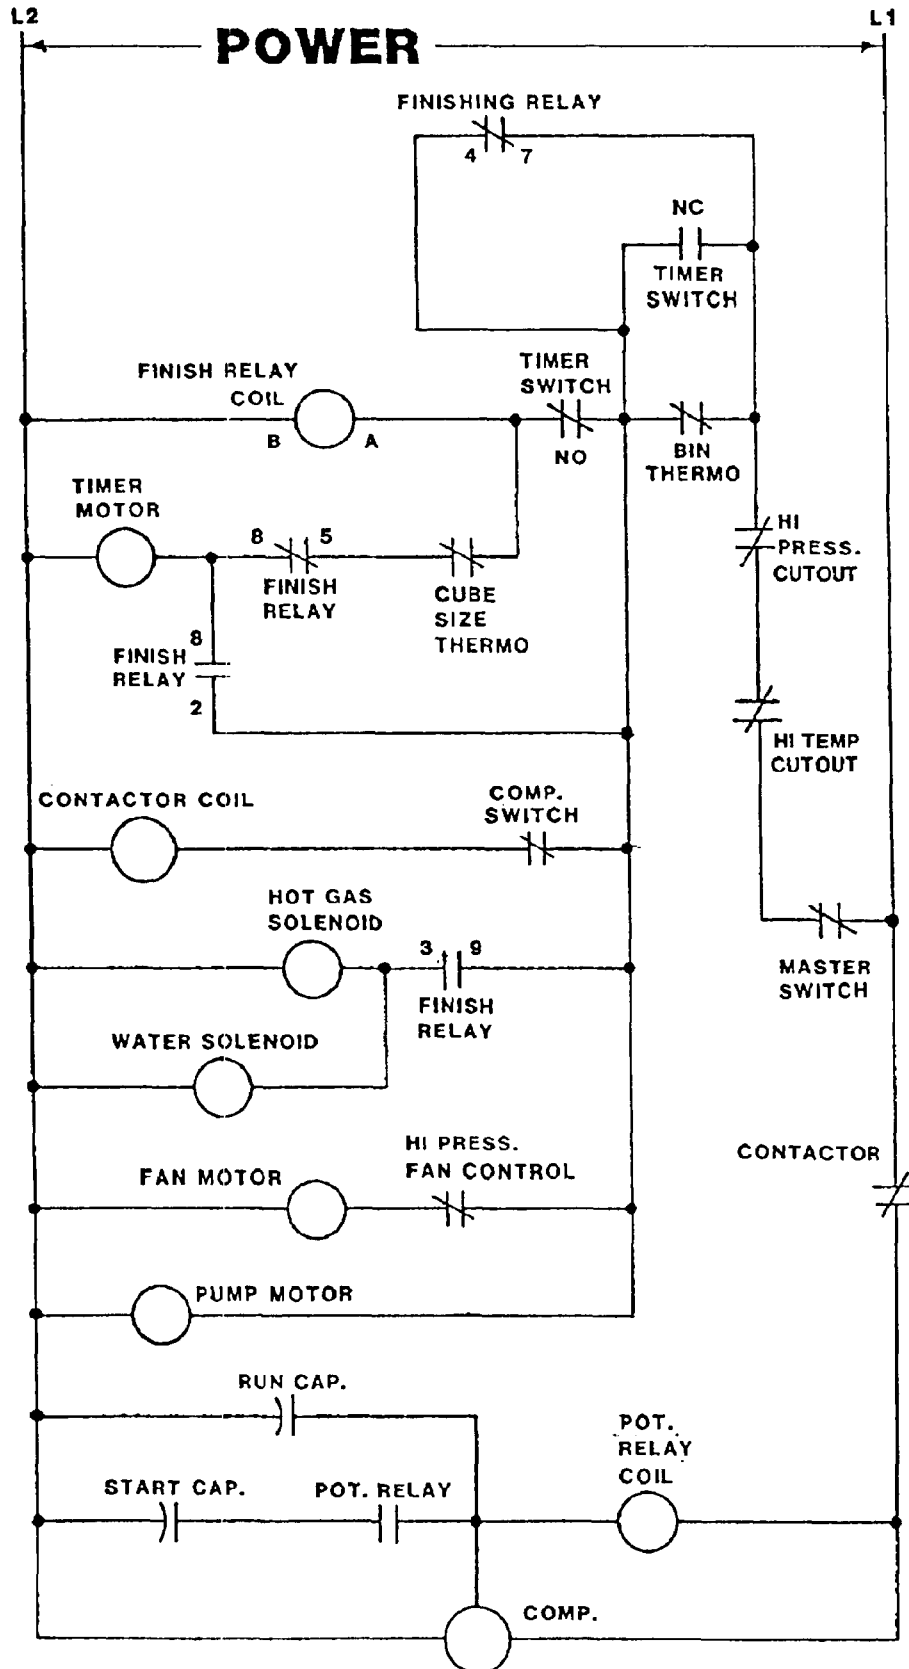 L2
L1
POWER
FINISHING RELAY
4 7
NC
TIMER
SWITCH
FINISH RELAY
COIL
B A
TIMER
SWITCH
NO
BIN
THERMO
TIMER
MOTOR
8 5
FINISH
RELAY
CUBE
SIZE
THERMO
HI
PRESS.
CUTOUT
8
FINISH
RELAY
2
HI TEMP
CUTOUT
CONTACTOR COIL
COMP.
SWITCH
HOT GAS
SOLENOID
3 9
FINISH
RELAY
MASTER
SWITCH
WATER SOLENOID
FAN MOTOR
HI PRESS.
FAN CONTROL
CONTACTOR
PUMP MOTOR
RUN CAP.
POT.
RELAY
COIL
START CAP.
POT. RELAY
COMP.